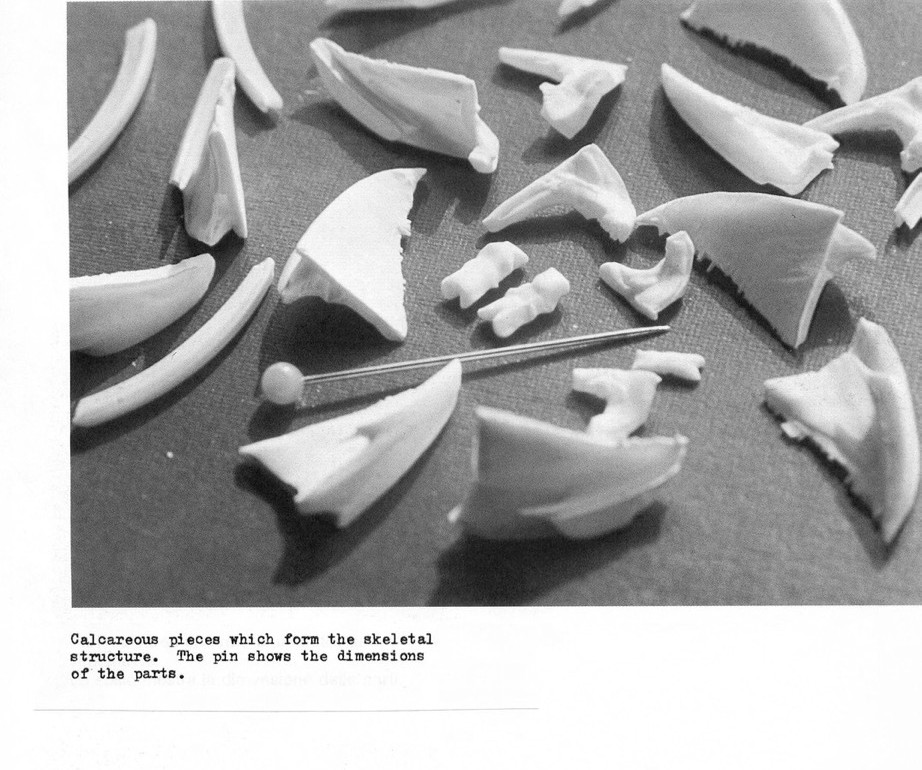 Calcareous pieces which form the skeletal
structure.  The pin shows the dimensions
of the parts.